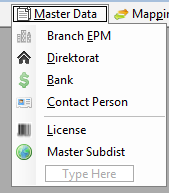 Master Data Mappin
Branch EPM
Direktorat
Bank
Contact Person
License
Master Subdist
Type Here